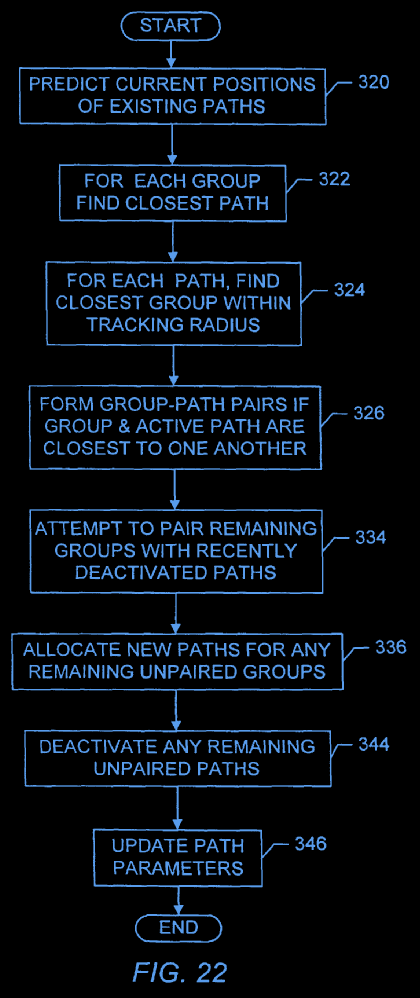 START
PREDICT CURRENT POSITIONS
OF EXISTING PATHS
320
FOR EACH GROUP
FIND CLOSEST PATH
322
FOR EACH PATH, FIND
CLOSEST GROUP WITHIN
TRACKING RADIUS
324
FORM GROUP-PATH PAIRS IF
GROUP & ACTIVE PATH ARE
CLOSEST TO ONE ANOTHER
326
ATTEMPT TO PAIR REMAINING
GROUPS WITH RECENTLY
DEACTIVATED PATHS
334
ALLOCATE NEW PATHS FOR ANY
REMAINING UNPAIRED GROUPS
336
DEACTIVATE ANY REMAINING
UNPAIRED PATHS
344
UPDATE PATH
PARAMETERS
346
END
FIG. 22